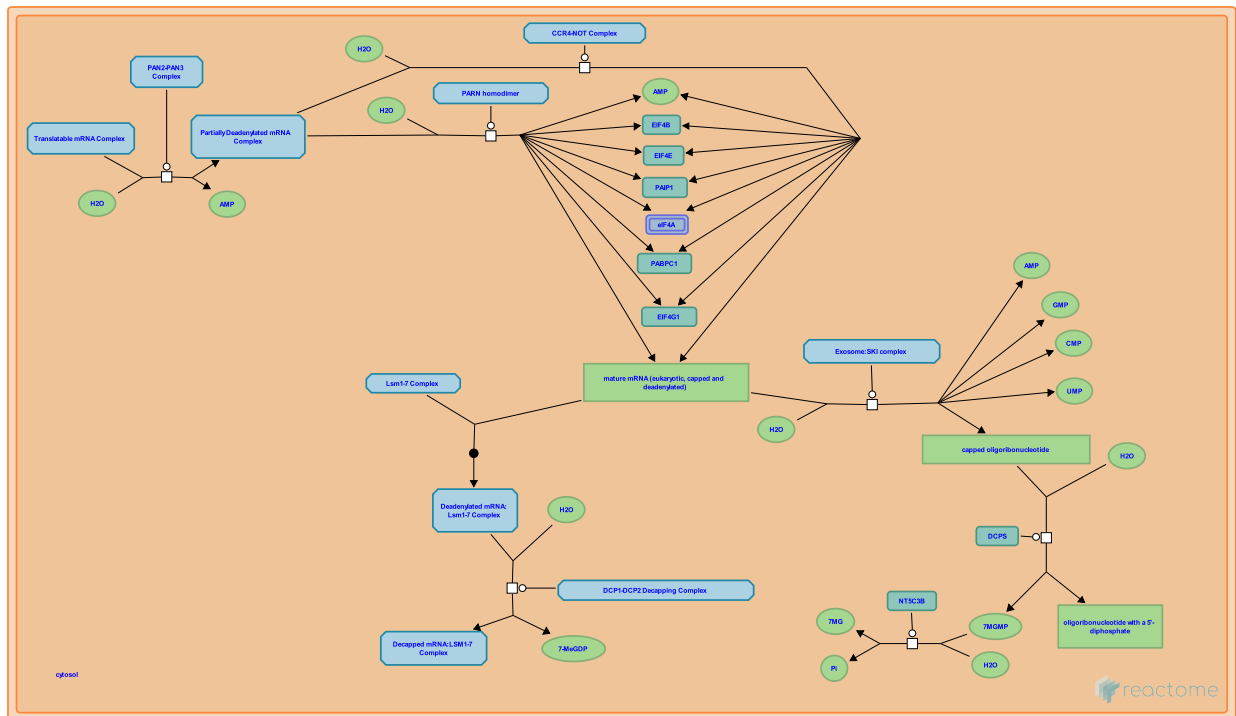 CCR4-NOT Complex
H2O
PAN2-PAN3
Complex
PARN homodimer
AMP
H2O
EIF4B
Translatable mRNA Complex
Partially Deadenylated mRNA
Complex
EIF4E
PAIP1
H2O
AMP
eIF4A
PABPC1
AMP
GMP
EIF4G1
CMP
Exosome:SKI complex
Lsm1-7 Complex
mature mRNA (eukaryotic, capped and
deadenylated)
UMP
H2O
capped oligoribonucleotide
H2O
Deadenylated mRNA:
Lsm1-7 Complex
H2O
DCPS
DCP1-DCP2 Decapping Complex
NT5C3B
7MG
7MGMP
oligoribonucleotide with a 5'-
diphosphate
Decapped mRNA:LSM1-7
Complex
7-MeGDP
Pi
H2O
cytosol
reactome